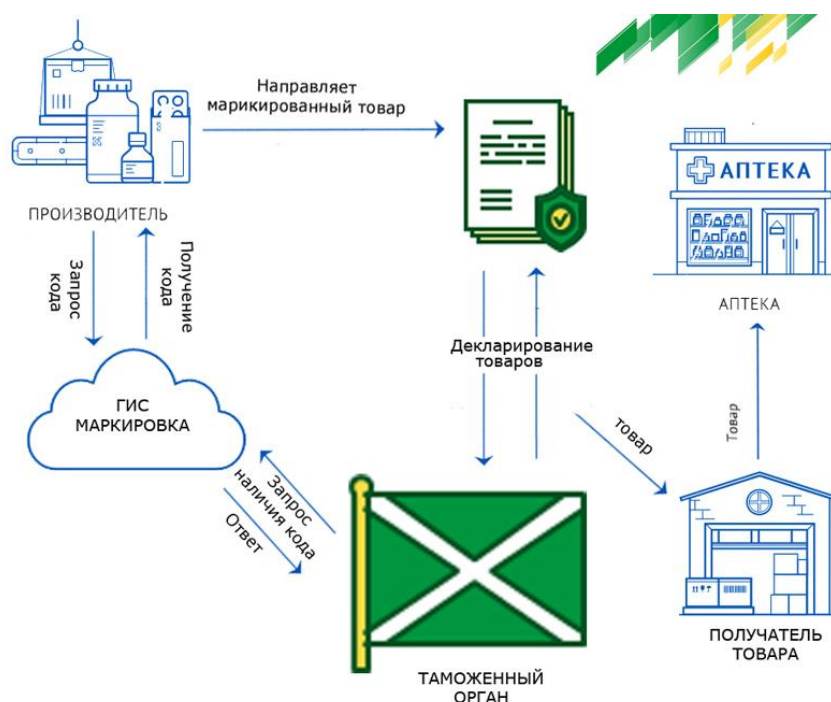 Направляет
марикированный товар
АПТЕКА
ПРОИЗВОДИТЕЛЬ
Запрос
кода
Получение
кода
АПТЕКА
Декларирование
товаров
ГИС
МАРКИРОВКА
товар
Товар
Запрос
наличия кода
Ответ
ПОЛУЧАТЕЛЬ
ТОВАРА
ТАМОЖЕННЫЙ
ОРГАН